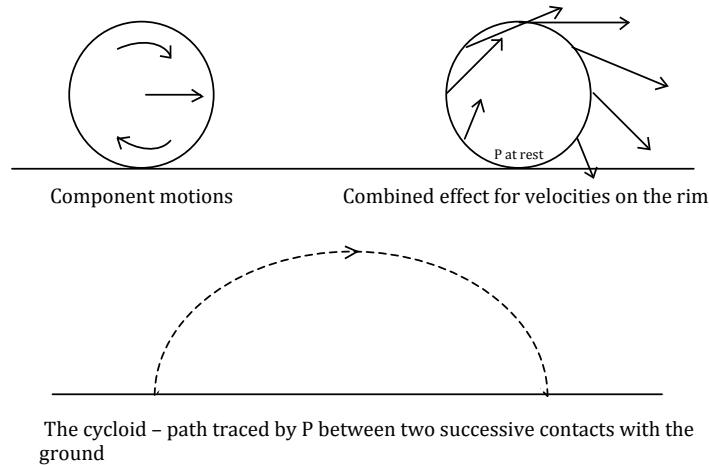 P at rest
Component motions
Combined effect for velocities on the rim
The cycloid – path traced by P between two successive contacts with the
ground